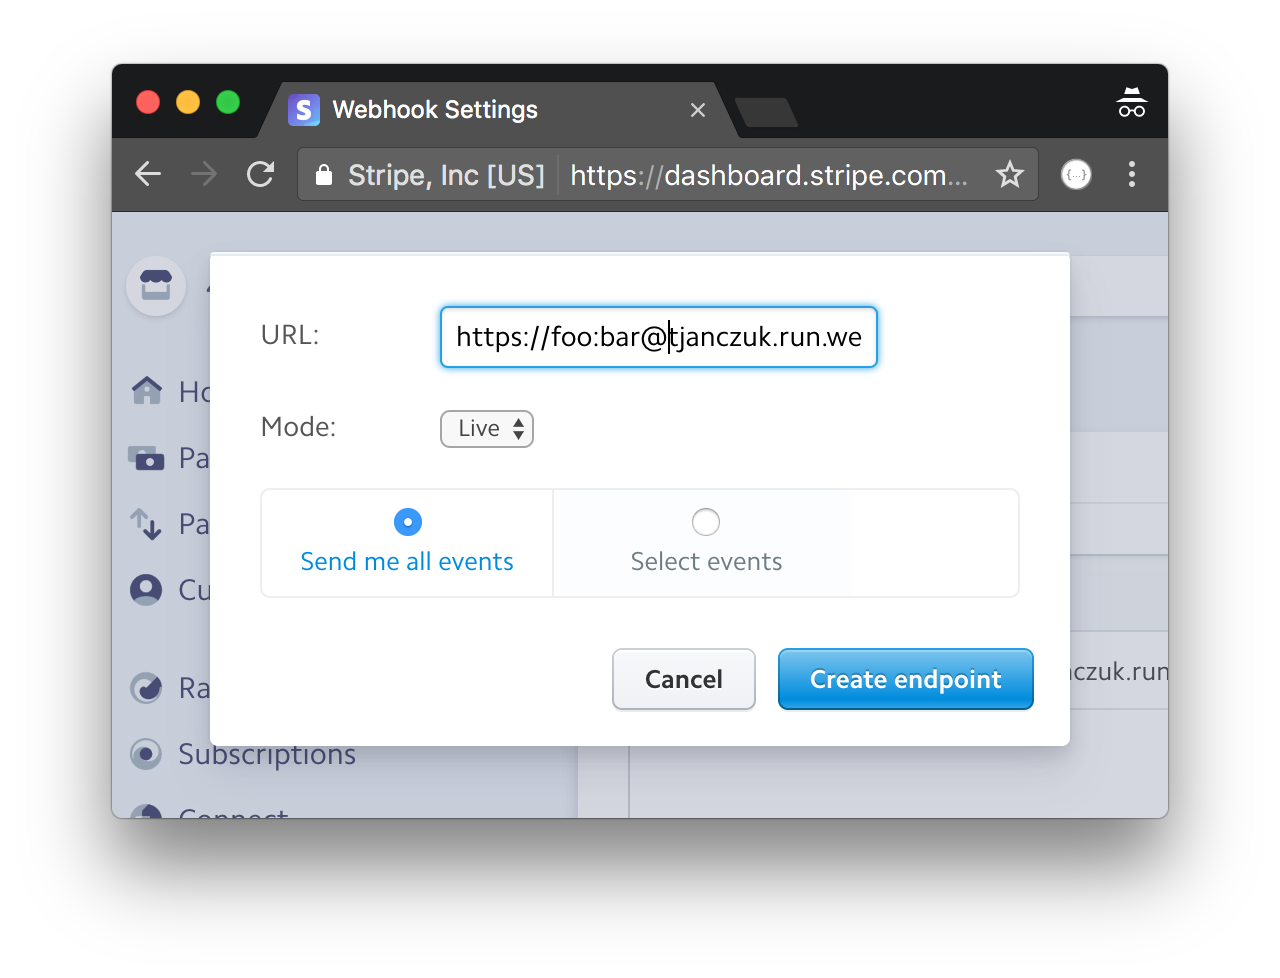 Webhook Settings
Stripe, Inc [US] https://dashboard.stripe.com...
URL: https://foo:bar@tjanczuk.run.we
Mode: Live
Send me all events
Select events
Cancel
Create endpoint
Ho
Pa
Pa
Cu
Ra
Subscriptions
Connect
nczuk.run